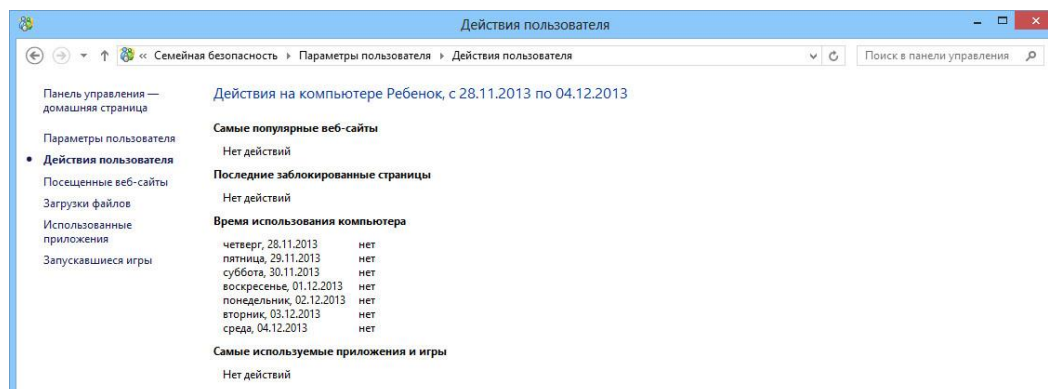 Действия пользователя
« Семейная безопасность ▸ Параметры пользователя ▸ Действия пользователя
Поиск в панели управления
Панель управления —
домашняя страница
Параметры пользователя
• Действия пользователя
Посещенные веб-сайты
Загрузки файлов
Использованные
приложения
Запускавшиеся игры
Действия на компьютере Ребенок, с 28.11.2013 по 04.12.2013
Самые популярные веб-сайты
Нет действий
Последние заблокированные страницы
Нет действий
Время использования компьютера
четверг, 28.11.2013 нет
пятница, 29.11.2013 нет
суббота, 30.11.2013 нет
воскресенье, 01.12.2013 нет
понедельник, 02.12.2013 нет
вторник, 03.12.2013 нет
среда, 04.12.2013 нет
Самые используемые приложения и игры
Нет действий